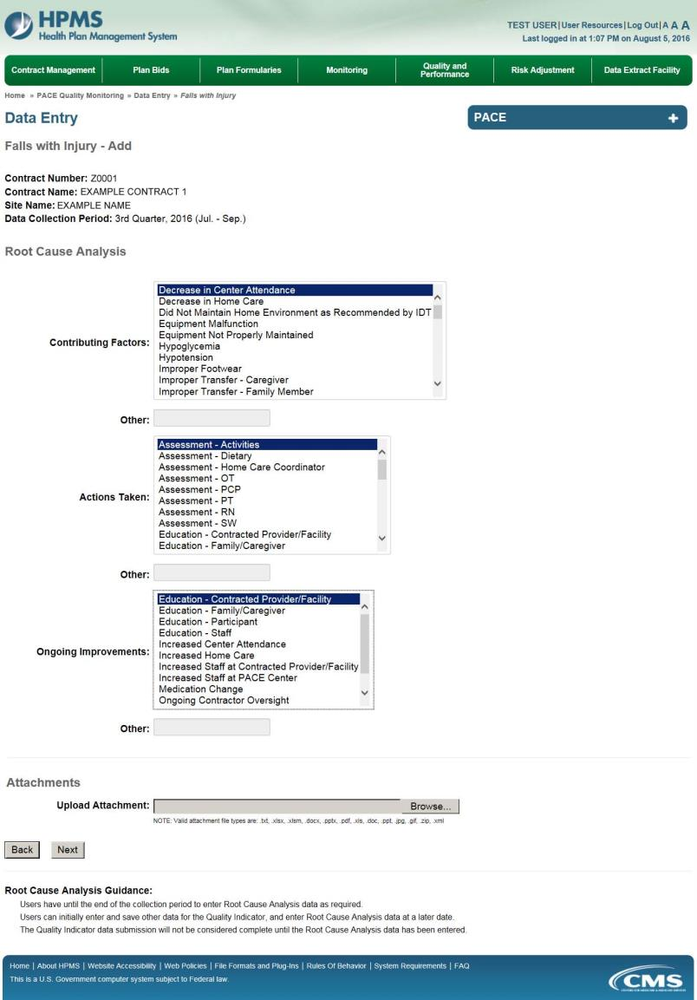 HPMS
Health Plan Management System
TEST USER|User Resources|Log Out|A A A
Last logged in at 1:07 PM on August 5, 2016
Contract Management
Plan Bids
Plan Formularies
Monitoring
Quality and
Performance
Risk Adjustment
Data Extract Facility
Home » PACE Quality Monitoring » Data Entry » Falls with Injury
Data Entry
PACE +
Falls with Injury - Add
Contract Number: Z0001
Contract Name: EXAMPLE CONTRACT 1
Site Name: EXAMPLE NAME
Data Collection Period: 3rd Quarter, 2016 (Jul. - Sep.)
Root Cause Analysis
Contributing Factors:
Decrease in Center Attendance
Decrease in Home Care
Did Not Maintain Home Environment as Recommended by IDT
Equipment Malfunction
Equipment Not Properly Maintained
Hypoglycemia
Hypotension
Improper Footwear
Improper Transfer - Caregiver
Improper Transfer - Family Member
Other:
Actions Taken:
Assessment - Activities
Assessment - Dietary
Assessment - Home Care Coordinator
Assessment - OT
Assessment - PCP
Assessment - PT
Assessment - RN
Assessment - SW
Education - Contracted Provider/Facility
Education - Family/Caregiver
Other:
Ongoing Improvements:
Education - Contracted Provider/Facility
Education - Family/Caregiver
Education - Participant
Education - Staff
Increased Center Attendance
Increased Home Care
Increased Staff at Contracted Provider/Facility
Increased Staff at PACE Center
Medication Change
Ongoing Contractor Oversight
Other:
Attachments
Upload Attachment:
Browse...
NOTE: Valid attachment file types are: .txt, .xlsx, .xlsm, .docx, .pptx, .pdf, .xls, .doc, .ppt, .jpg, .gif, .zip, .xml
Back
Next
Root Cause Analysis Guidance:
Users have until the end of the collection period to enter Root Cause Analysis data as required.
Users can initially enter and save other data for the Quality Indicator, and enter Root Cause Analysis data at a later date.
The Quality Indicator data submission will not be considered complete until the Root Cause Analysis data has been entered.
Home | About HPMS | Website Accessibility | Web Policies | File Formats and Plug-Ins | Rules Of Behavior | System Requirements | FAQ
This is a U.S. Government computer system subject to Federal law.
CMS
CENTERS FOR MEDICARE & MEDICAID SERVICES